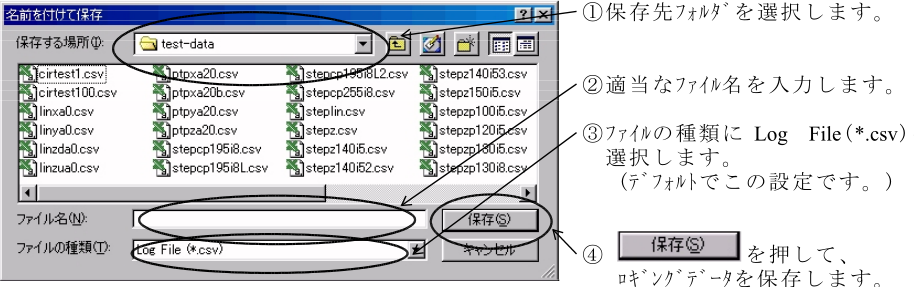 名前を付けて保存
保存する場所(I): test-data
cirtest1.csv ptpxa20.csv stepcp195i8L2.csv stepz140i53.csv
cirtest100.csv ptpxa20b.csv stepcp255i8.csv stepz150i5.csv
linxa0.csv ptpya20.csv steplin.csv stepzp100i5.csv
linya0.csv ptpza20.csv stepz.csv stepzp120i5.csv
linzda0.csv stepcp195i8.csv stepz140i5.csv stepzp130i5.csv
linzua0.csv stepcp195i8L.csv stepz140i52.csv stepzp130i8.csv
ファイル名(N): 保存(S)
ファイルの種類(T): Log File (*.csv) キャンセル
①保存先ﾌｫﾙﾀﾞを選択します。
②適当なﾌｧｲﾙ名を入力します。
③ﾌｧｲﾙの種類に Log File(*.csv)
選択します。
(ﾃﾞﾌｫﾙﾄでこの設定です。)
④ 保存(S) を押して、
ﾛｷﾞﾝｸﾞﾃﾞｰﾀを保存します。